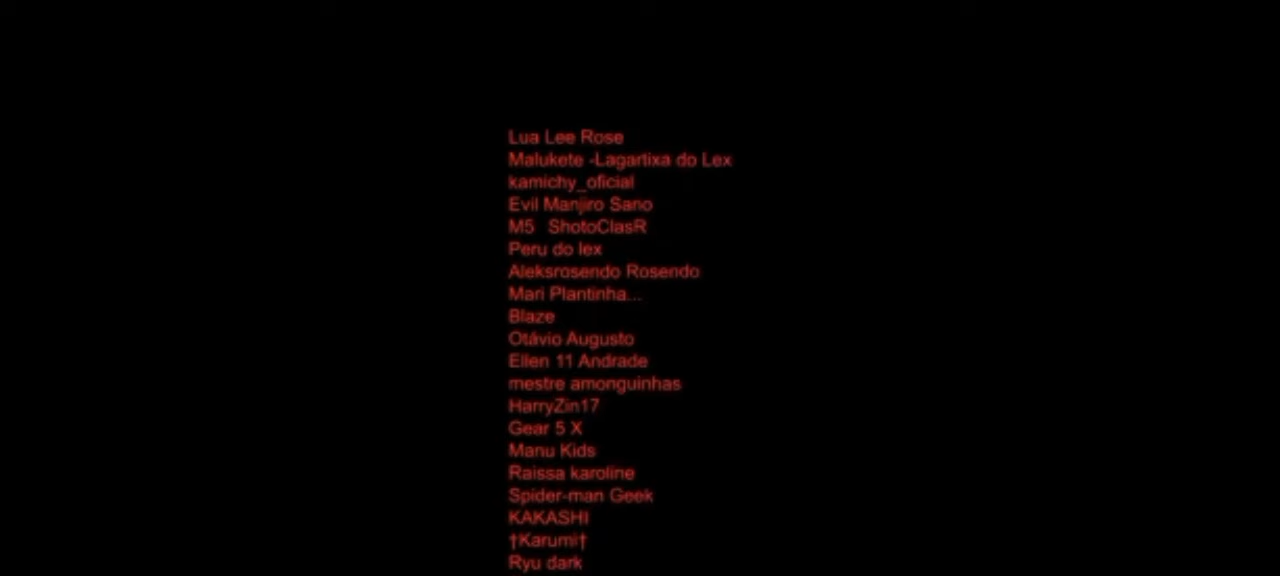 Lua Lee Rose
Malukete -Lagartixa do Lex
kamichy_oficial
Evil Manjiro Sano
M5   ShotoClasR
Peru do lex
Aleksrosendo Rosendo
Mari Plantinha...
Blaze
Otávio Augusto
Ellen 11 Andrade
mestre amonguinhas
HarryZin17
Gear 5 X
Manu Kids
Raissa karoline
Spider-man Geek
KAKASHI
†Karumi†
Ryu dark